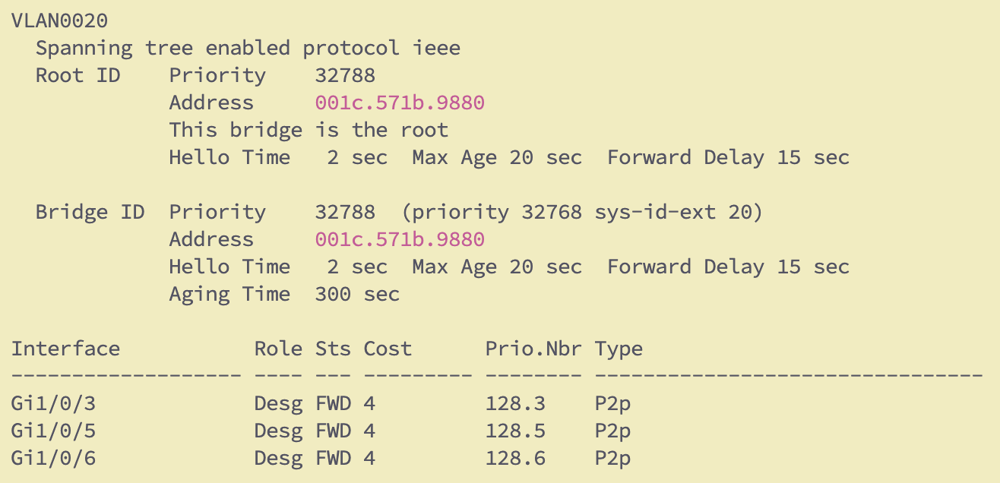 VLAN0020
  Spanning tree enabled protocol ieee
  Root ID    Priority    32788
             Address     001c.571b.9880
             This bridge is the root
             Hello Time   2 sec  Max Age 20 sec  Forward Delay 15 sec

  Bridge ID  Priority    32788  (priority 32768 sys-id-ext 20)
             Address     001c.571b.9880
             Hello Time   2 sec  Max Age 20 sec  Forward Delay 15 sec
             Aging Time  300 sec

Interface           Role Sts Cost      Prio.Nbr Type
------------------- ---- --- --------- -------- --------------------------------
Gi1/0/3             Desg FWD 4         128.3    P2p
Gi1/0/5             Desg FWD 4         128.5    P2p
Gi1/0/6             Desg FWD 4         128.6    P2p